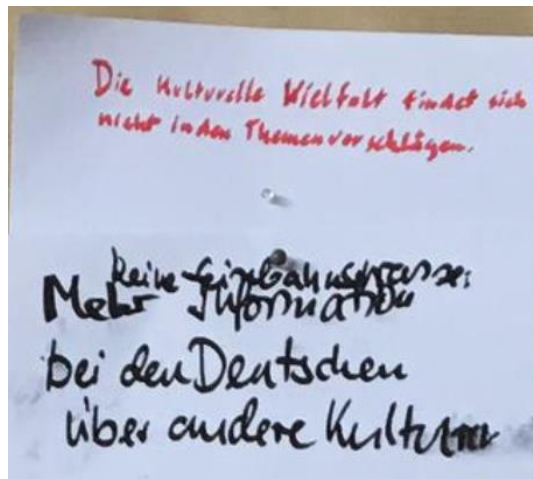 Die kulturelle Vielfalt findet sich
nicht in den Themenvorschlägen.
keine Einbahnstrasse:
Mehr Information
bei den Deutschen
über andere Kulturen